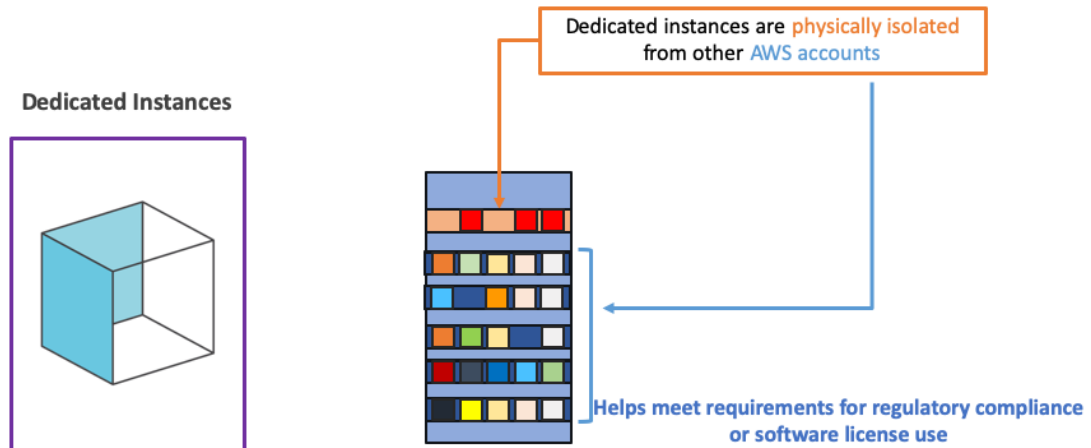 Dedicated instances are physically isolated
from other AWS accounts
Dedicated Instances
Helps meet requirements for regulatory compliance
or software license use